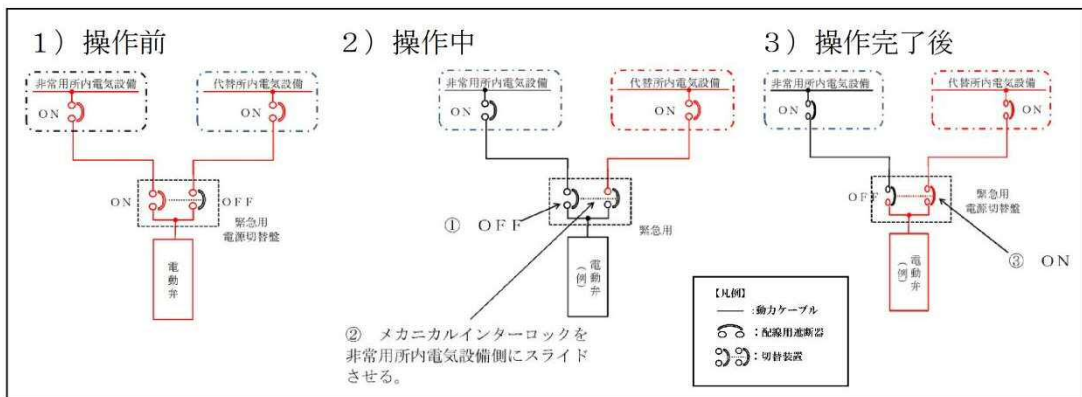 1）操作前
非常用所内電気設備
代替所内電気設備
ON
ON
ON
OFF
緊急用
電源切替盤
電動弁
2）操作中
非常用所内電気設備
代替所内電気設備
ON
ON
① OFF
緊急用
電動弁
(例)
② メカニカルインターロックを
非常用所内電気設備側にスライド
させる。
3）操作完了後
非常用所内電気設備
代替所内電気設備
ON
ON
OFF
緊急用
電源切替盤
③ ON
電動弁
(例)
【凡例】
:動力ケーブル
:配線用遮断器
:切替装置